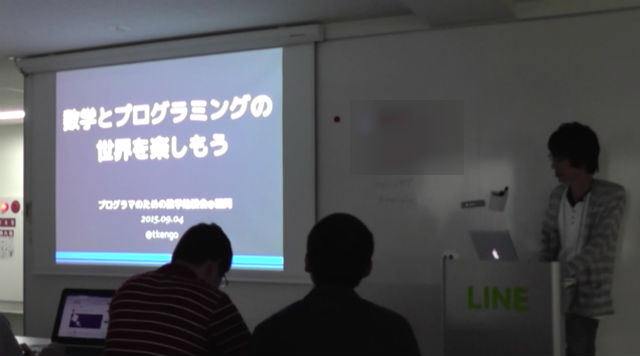 数学とプログラミングの
世界を楽しもう
プログラマのための数学勉強会@福岡
2015.09.04
@tkengo
LINE